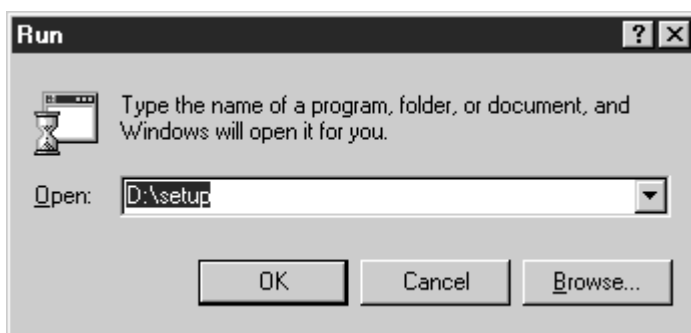 Run
Type the name of a program, folder, or document, and
Windows will open it for you.
Open: D:\setup
OK Cancel Browse...